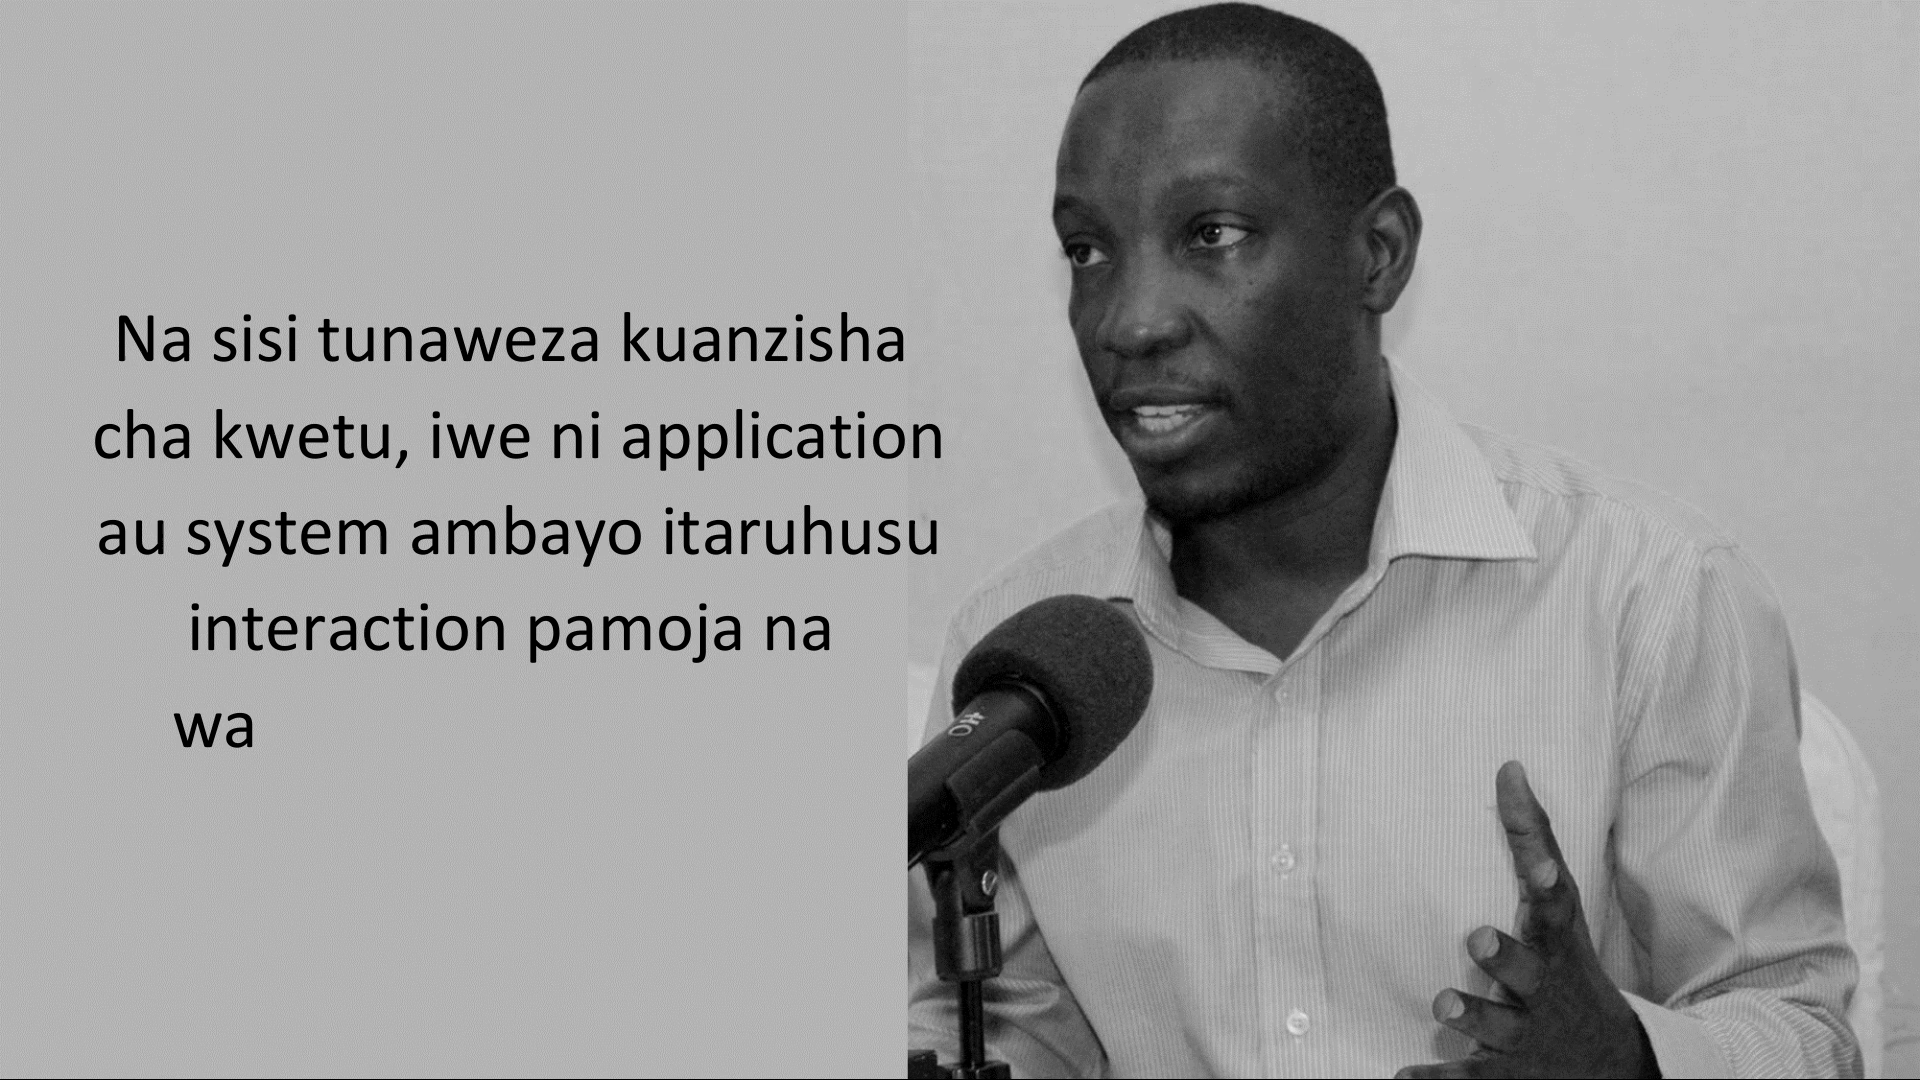 Na sisi tunaweza kuanzisha
cha kwetu, iwe ni application
au system ambayo itaruhusu
interaction pamoja na
wa